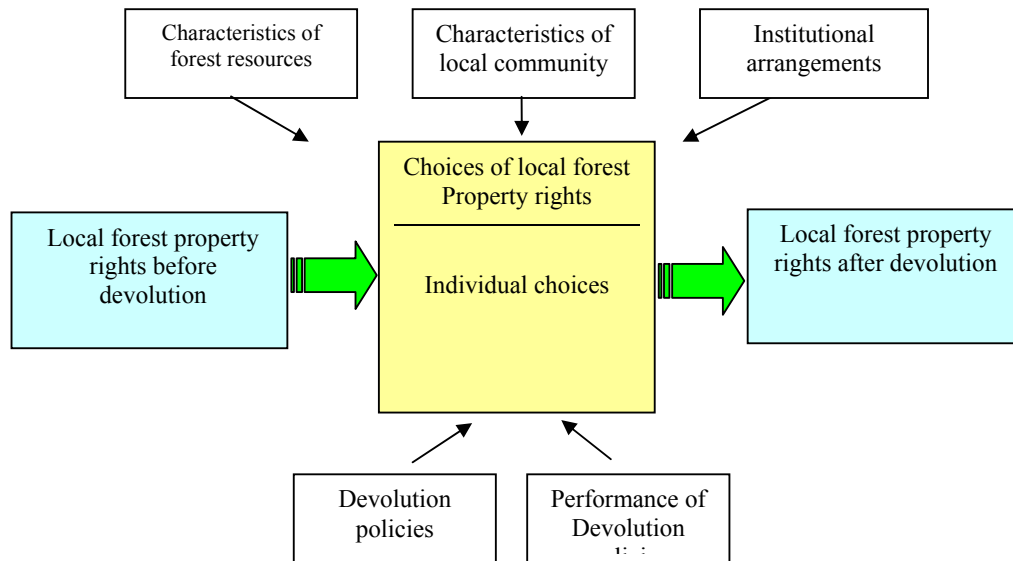 Characteristics of
forest resources
Characteristics of
local community
Institutional
arrangements
Choices of local forest
Property rights
Individual choices
Local forest property
rights before
devolution
Local forest property
rights after devolution
Devolution
policies
Performance of
Devolution